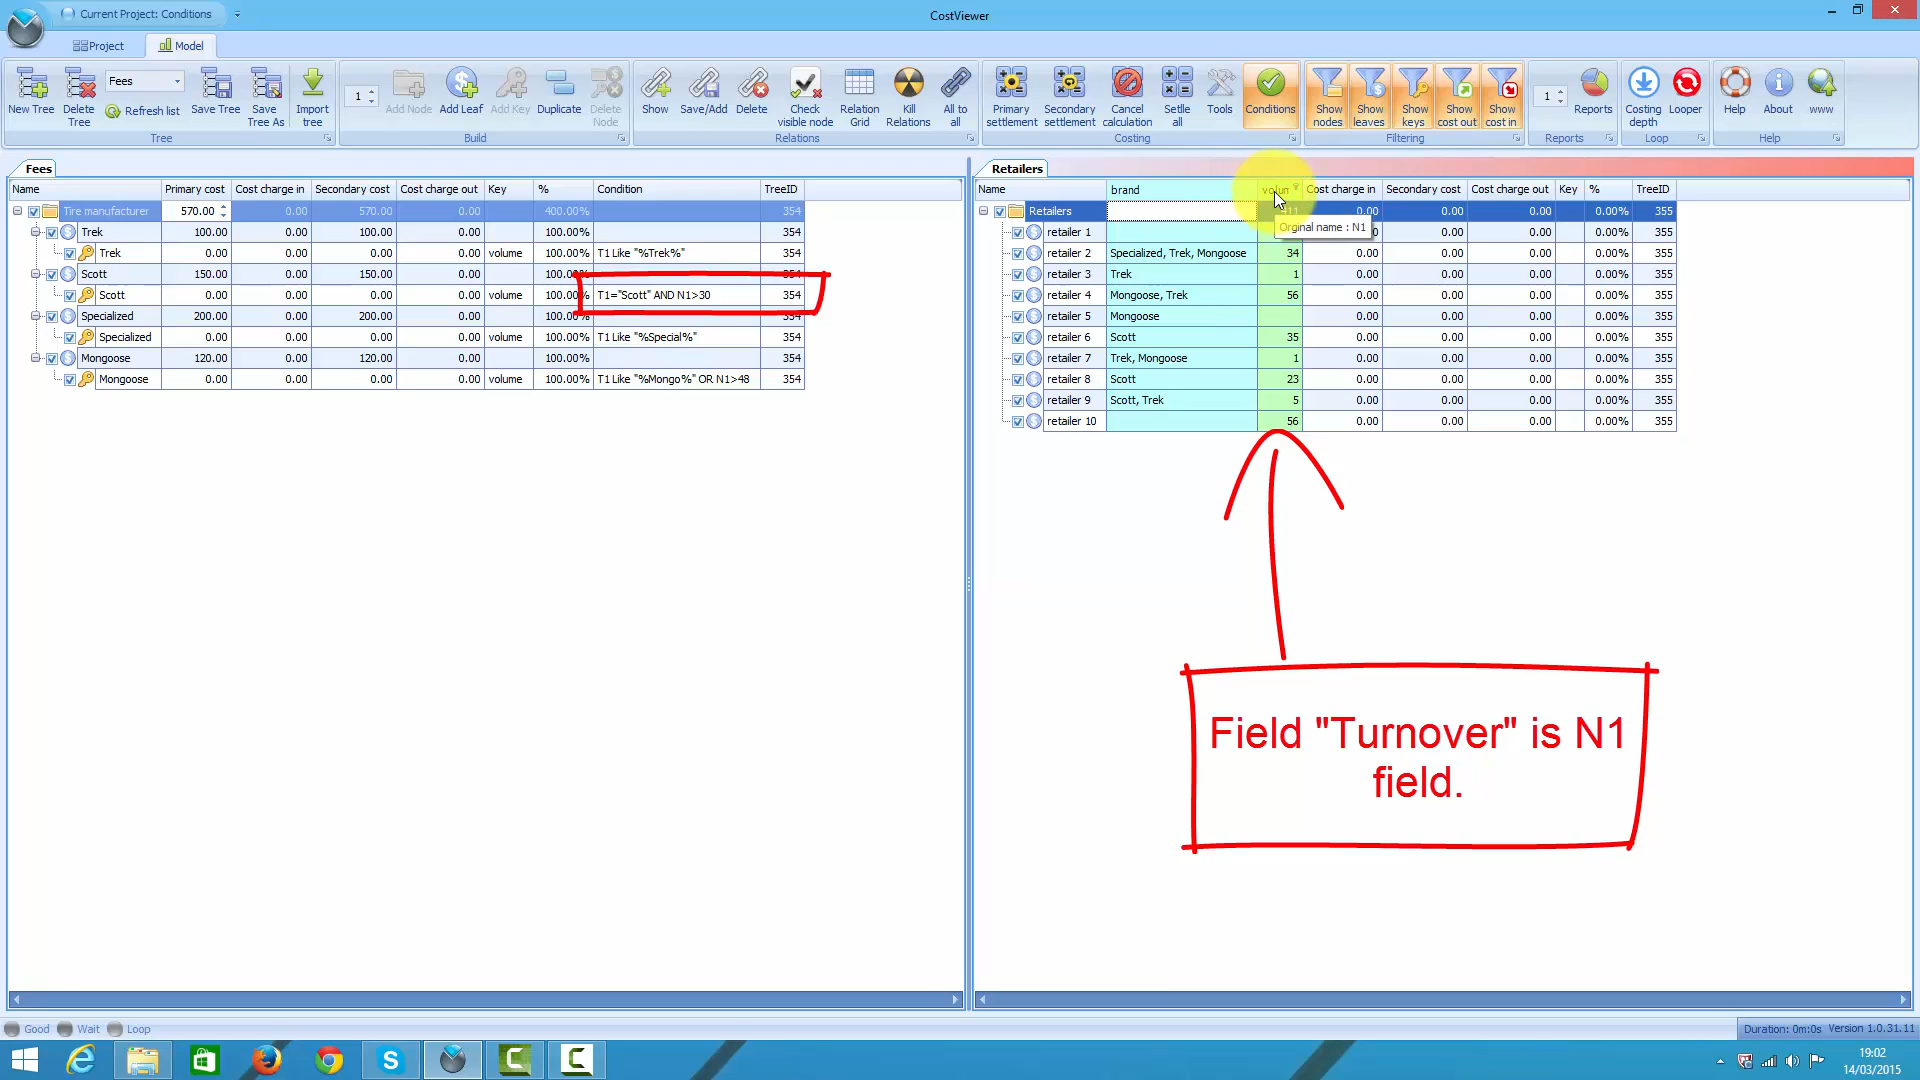 Current Project: Conditions
CostViewer
Project
Model
New Tree
Delete Tree
Fees
Refresh list
Save Tree
Save Tree As
Import tree
Tree
1
Add Node
Add Leaf
Add Key
Duplicate
Delete Node
Build
Show
Save/Add
Delete
Check visible node
Relation Grid
Kill Relations
All to all
Relations
Primary settlement
Secondary settlement
Cancel calculation
Setlle all
Tools
Conditions
Costing
Show nodes
Show leaves
Show keys
Show cost out
Show cost in
Filtering
1
Reports
Reports
Costing depth
Looper
Loop
Help
About
www
Help
Fees
Name Primary cost Cost charge in Secondary cost Cost charge out Key % Condition TreeID
Tire manufacturer 570.00 0.00 0.00 0.00 400.00% 354
Trek 100.00 0.00 100.00 0.00 100.00% 354
Trek 0.00 0.00 0.00 0.00 volume 100.00% T1 Like "%Trek%" 354
Scott 150.00 0.00 150.00 0.00 100.00% 354
Scott 0.00 0.00 0.00 0.00 volume 100.00% T1="Scott" AND N1>30 354
Specialized 200.00 0.00 200.00 0.00 100.00% 354
Specialized 0.00 0.00 0.00 0.00 volume 100.00% T1 Like "%Special%" 354
Mongoose 120.00 0.00 120.00 0.00 100.00% 354
Mongoose 0.00 0.00 0.00 0.00 volume 100.00% T1 Like "%Mongo%" OR N1>48 354
Retailers
Name brand volum Cost charge in Secondary cost Cost charge out Key % TreeID
Retailers 0.00 0.00 0.00 0.00% 355
Orginal name : N1
retailer 1 0.00 0.00 0.00% 355
retailer 2 Specialized, Trek, Mongoose 34 0.00 0.00 0.00 0.00% 355
retailer 3 Trek 1 0.00 0.00 0.00 0.00% 355
retailer 4 Mongoose, Trek 56 0.00 0.00 0.00 0.00% 355
retailer 5 Mongoose 0.00 0.00 0.00 0.00% 355
retailer 6 Scott 35 0.00 0.00 0.00 0.00% 355
retailer 7 Trek, Mongoose 1 0.00 0.00 0.00 0.00% 355
retailer 8 Scott 23 0.00 0.00 0.00 0.00% 355
retailer 9 Scott, Trek 5 0.00 0.00 0.00 0.00% 355
retailer 10 56 0.00 0.00 0.00 0.00% 355
Field "Turnover" is N1
field.
Good Wait Loop
Duration: 0m:0s Version 1.0.31.11
19:02
14/03/2015